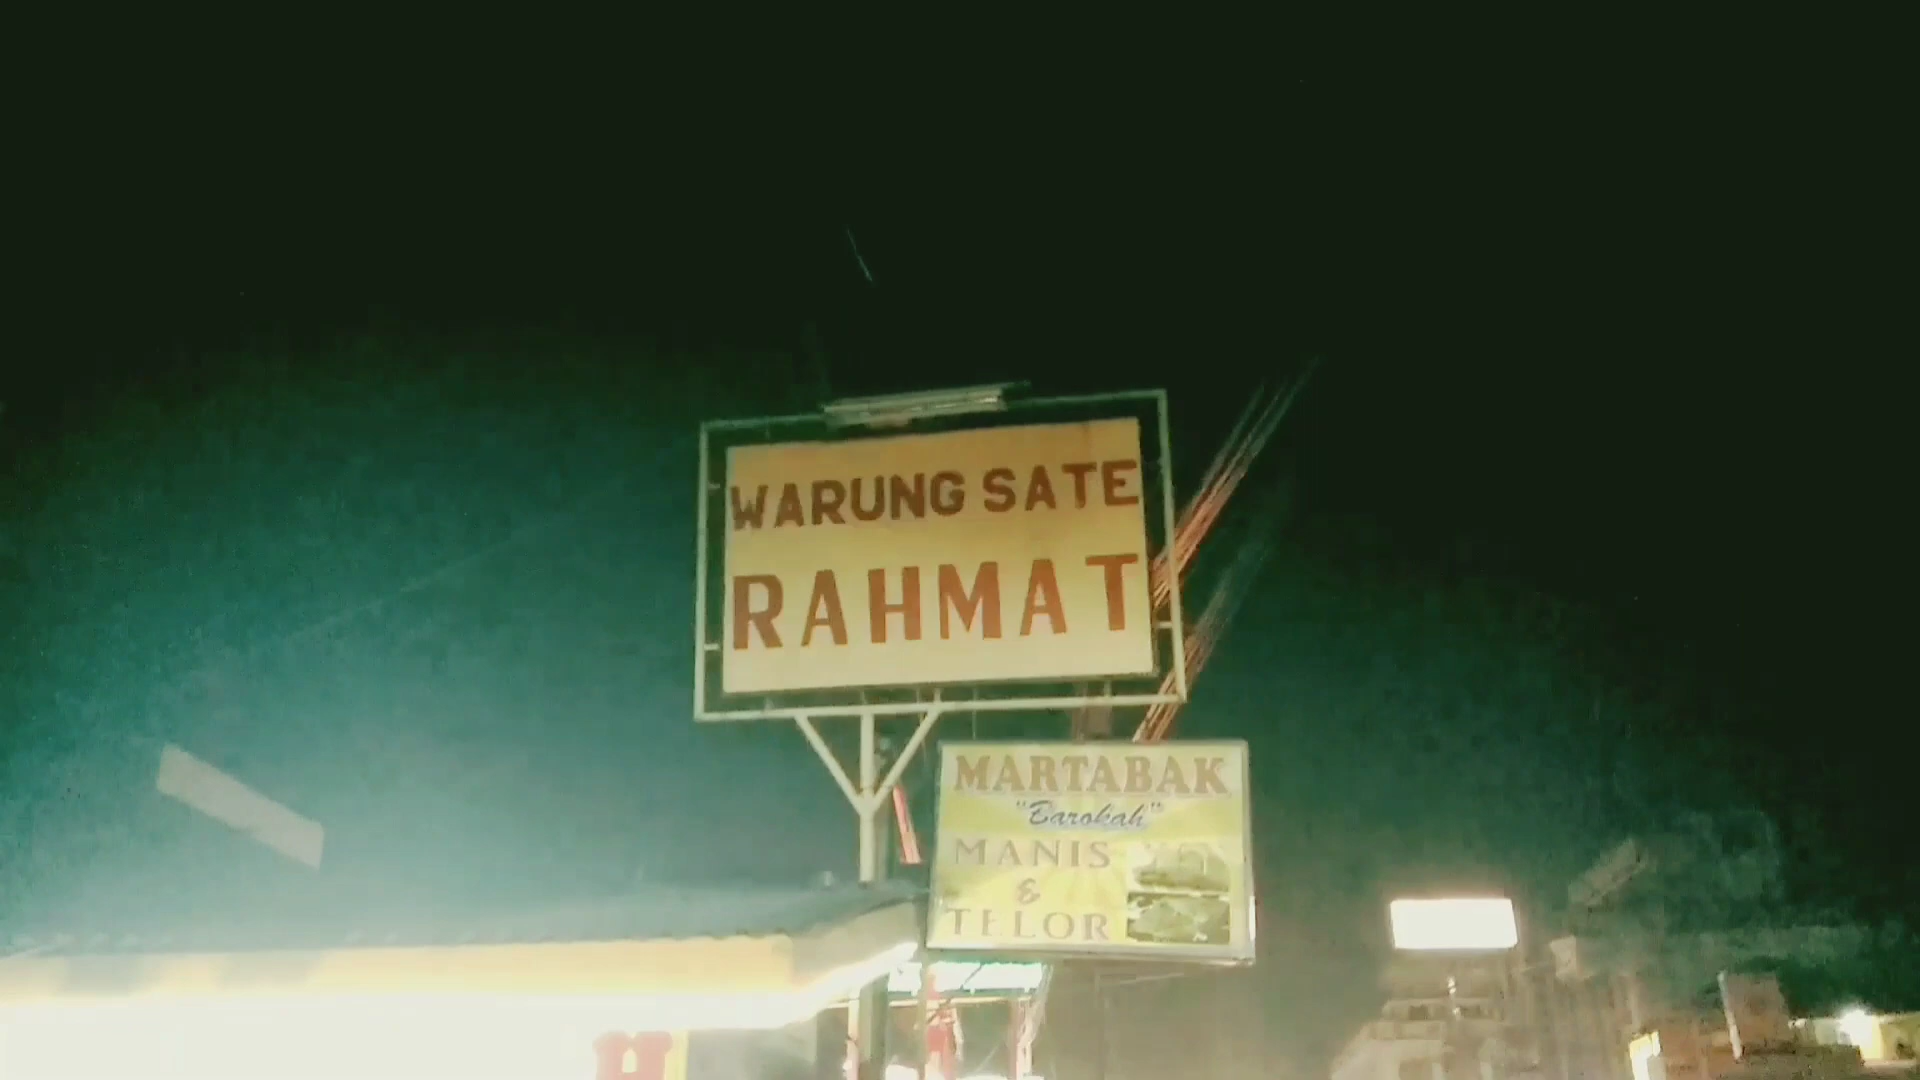 WARUNG SATE
RAHMAT
MARTABAK
"Barokah"
MANIS
&
TELOR
H